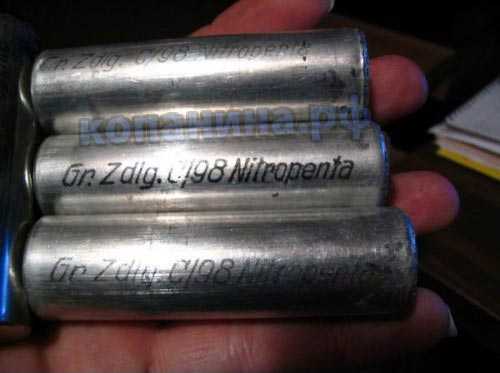 Gr. Zdlg. C/98 Nitropenta
копанина.рф
Gr. Zdlg. C/98 Nitropenta
Gr. Zdlg. C/98 Nitropenta